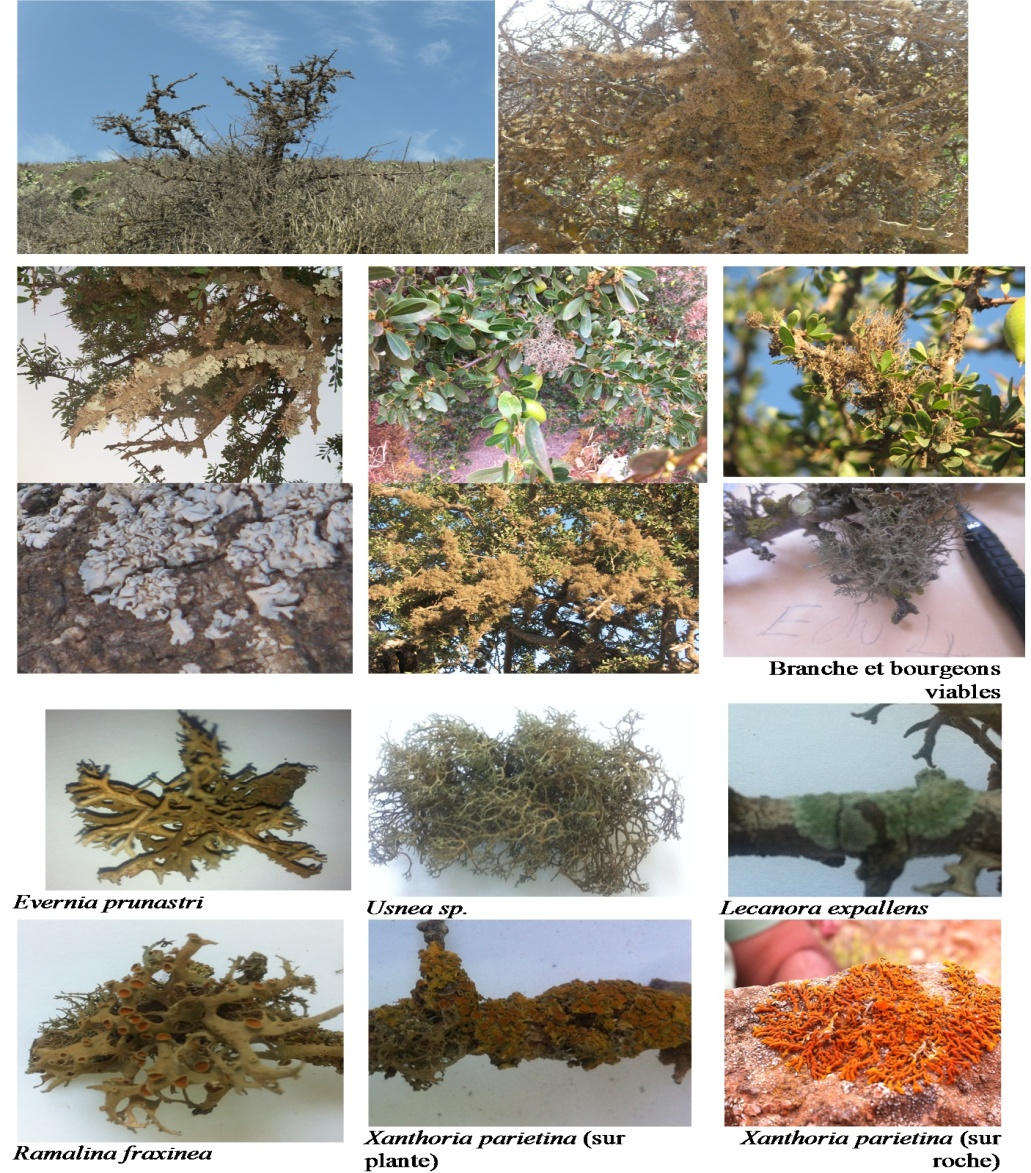 Branche et bourgeons
viables
Evernia prunastri
Usnea sp.
Lecanora expallens
Ramalina fraxinea
Xanthoria parietina (sur
plante)
Xanthoria parietina (sur
roche)